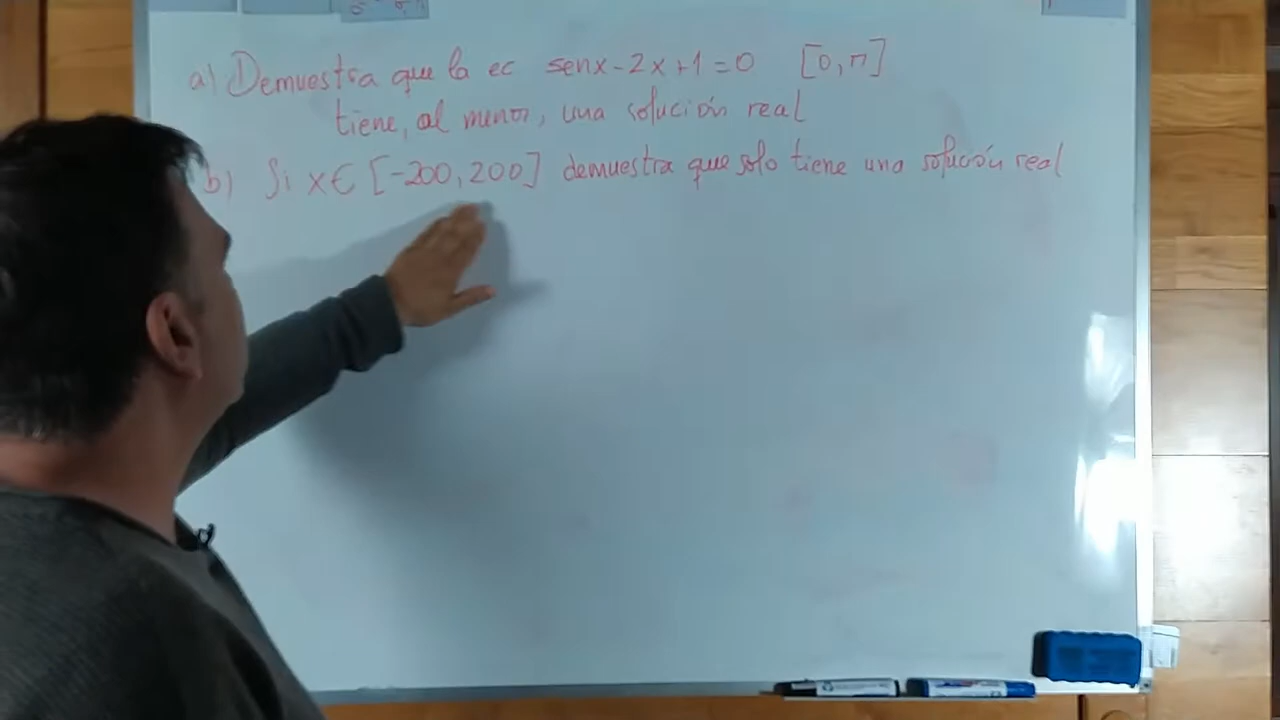 a) Demuestra que la ec senx-2x+1=0 [0,π]
tiene, al menor, una solución real
b) Si x∈ [-200,200] demuestra que solo tiene una solución real